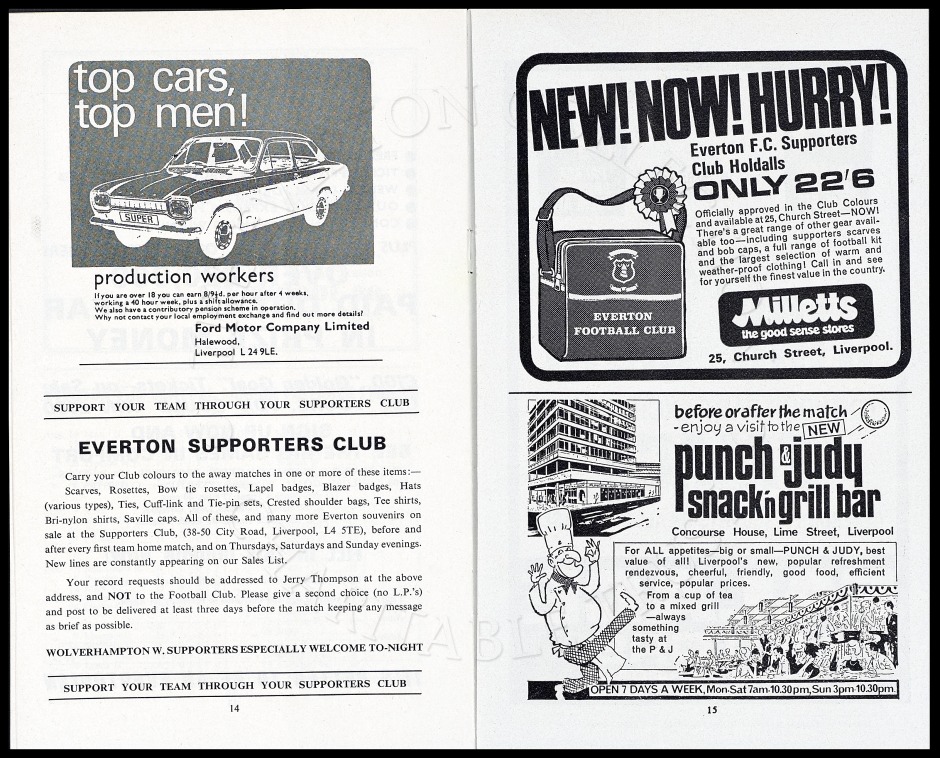 top cars,
top men!
SUPER
production workers
If you are over 18 you can earn 8/9½d. per hour after 4 weeks,
working a 40 hour week, plus a shift allowance.
We also have a contributory pension scheme in operation.
Why not contact your local employment exchange and find out more details?
Ford Motor Company Limited
Halewood,
Liverpool L 24 9LE.
SUPPORT YOUR TEAM THROUGH YOUR SUPPORTERS CLUB
EVERTON SUPPORTERS CLUB
Carry your Club colours to the away matches in one or more of these items:—
Scarves, Rosettes, Bow tie rosettes, Lapel badges, Blazer badges, Hats
(various types), Ties, Cuff-link and Tie-pin sets, Crested shoulder bags, Tee shirts,
Bri-nylon shirts, Saville caps. All of these, and many more Everton souvenirs on
sale at the Supporters Club, (38-50 City Road, Liverpool, L4 5TE), before and
after every first team home match, and on Thursdays, Saturdays and Sunday evenings.
New lines are constantly appearing on our Sales List.
Your record requests should be addressed to Jerry Thompson at the above
address, and NOT to the Football Club. Please give a second choice (no L.P.'s)
and post to be delivered at least three days before the match keeping any message
as brief as possible.
WOLVERHAMPTON W. SUPPORTERS ESPECIALLY WELCOME TO-NIGHT
SUPPORT YOUR TEAM THROUGH YOUR SUPPORTERS CLUB
14
NEW! NOW! HURRY!
Everton F.C. Supporters
Club Holdalls
ONLY 22'6
Officially approved in the Club Colours
and available at 25, Church Street—NOW!
There's a great range of other gear avail-
able too—including supporters scarves
and bob caps, a full range of football kit
and the largest selection of warm and
weather-proof clothing! Call in and see
for yourself the finest value in the country.
EVERTON
FOOTBALL CLUB
Milletts
the good sense stores
25, Church Street, Liverpool.
before or after the match
- enjoy a visit to the NEW
punch & judy
snack'n grill bar
Concourse House, Lime Street, Liverpool
For ALL appetites—big or small—PUNCH & JUDY, best
value of all! Liverpool's new, popular refreshment
rendezvous, cheerful, friendly, good food, efficient
service, popular prices.
From a cup of tea
to a mixed grill
—always
something
tasty at
the P & J
OPEN 7 DAYS A WEEK, Mon-Sat 7am-10.30pm, Sun 3pm-10.30pm.
15